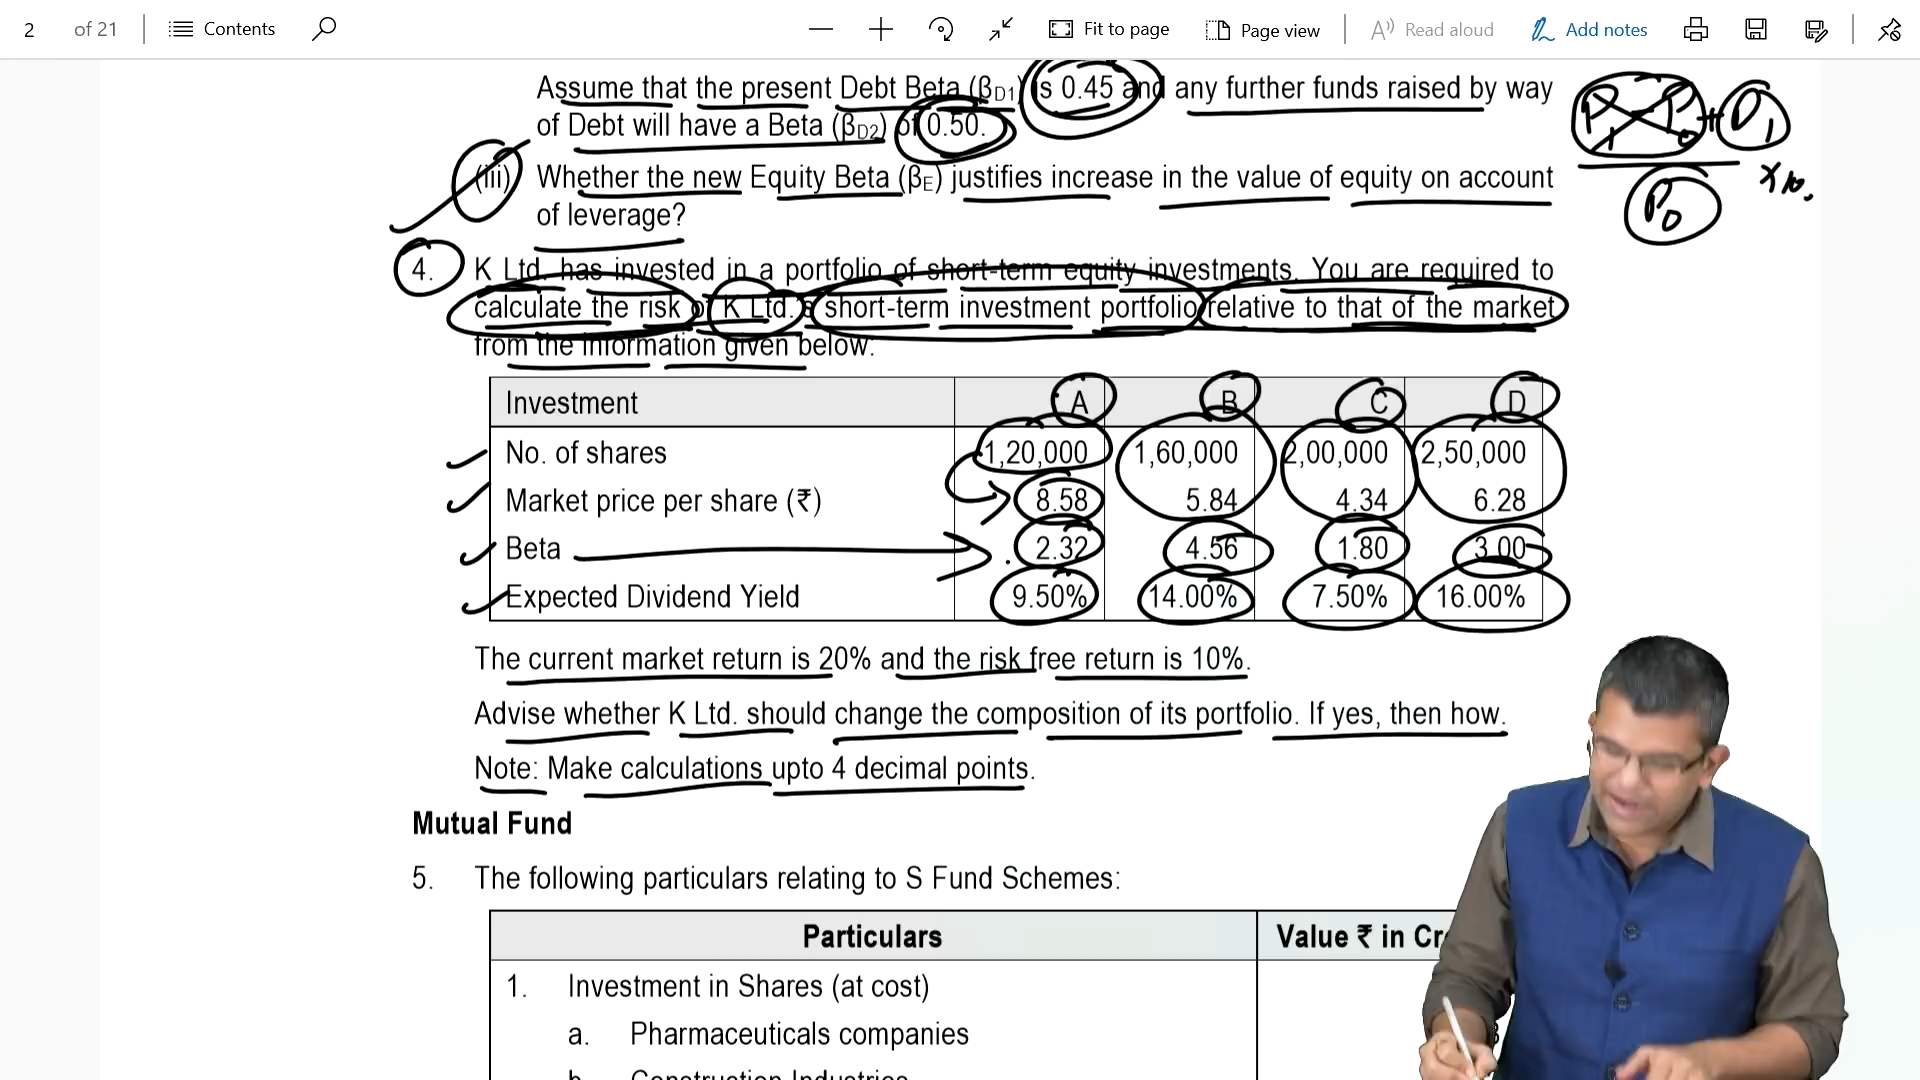 2 of 21 Contents Fit to page Page view Read aloud Add notes
Assume that the present Debt Beta (βD1) is 0.45 and any further funds raised by way
of Debt will have a Beta (βD2) of 0.50.
(iii) Whether the new Equity Beta (βE) justifies increase in the value of equity on account
of leverage?
P1 - P0 + D1
P0
4. K Ltd. has invested in a portfolio of short-term equity investments. You are required to
calculate the risk of K Ltd.'s short-term investment portfolio relative to that of the market
from the information given below:
Investment A B C D
No. of shares 1,20,000 1,60,000 2,00,000 2,50,000
Market price per share (₹) 8.58 5.84 4.34 6.28
Beta 2.32 4.56 1.80 3.00
Expected Dividend Yield 9.50% 14.00% 7.50% 16.00%
The current market return is 20% and the risk free return is 10%.
Advise whether K Ltd. should change the composition of its portfolio. If yes, then how.
Note: Make calculations upto 4 decimal points.
Mutual Fund
5. The following particulars relating to S Fund Schemes:
Particulars Value ₹ in Cr
1. Investment in Shares (at cost)
a. Pharmaceuticals companies
b. Construction Industries